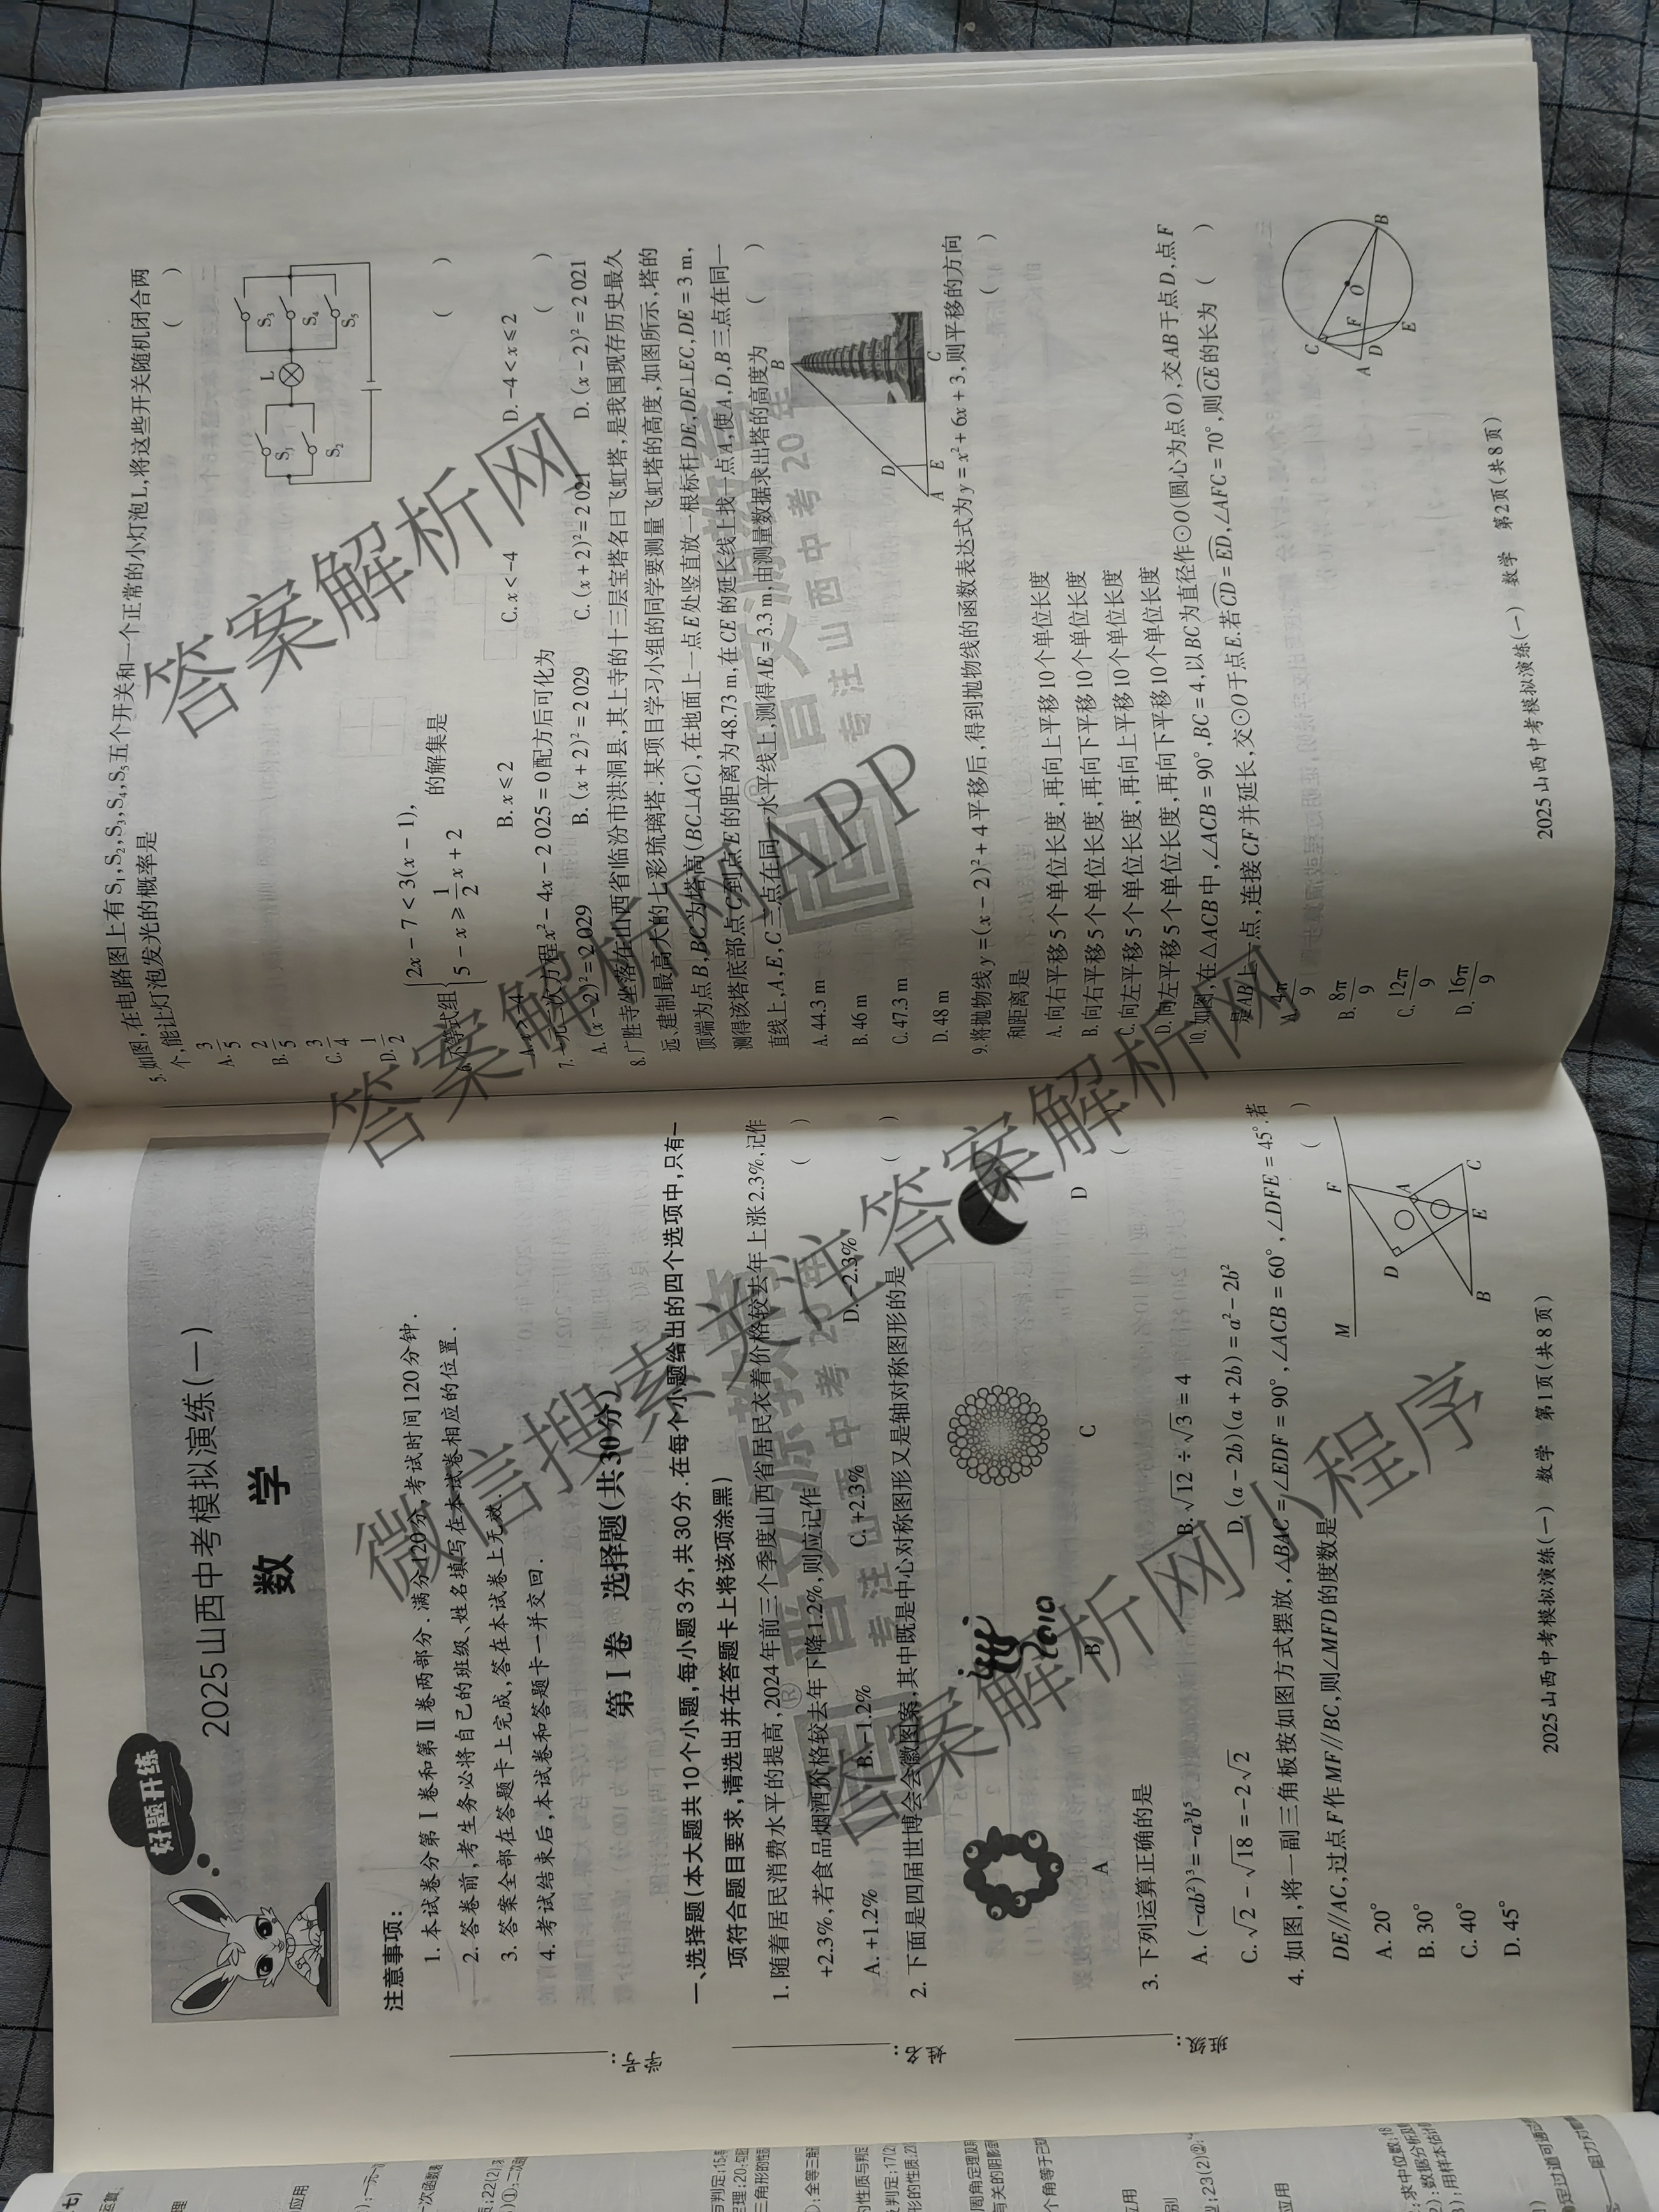 好题开练
2025山西中考模拟演练(一)
数 学
注意事项:
1. 本试卷分第Ⅰ卷和第Ⅱ卷两部分. 满分120分, 考试时间120分钟.
2. 答卷前,考生务必将自己的班级、姓名填写在本试卷相应的位置.
3. 答案全部在答题卡上完成,答在本试卷上无效.
4. 考试结束后,本试卷和答题卡一并交回.
第Ⅰ卷 选择题(共30分)
一、选择题(本大题共10个小题,每小题3分,共30分. 在每个小题给出的四个选项中,只有一
项符合题目要求,请选出并在答题卡上将该项涂黑)
1. 随着居民消费水平的提高,2024年前三个季度山西省居民衣着价格较去年上涨2.3%,记作
+2.3%,若食品烟酒价格较去年下降1.2%,则应记作 ( )
A. +1.2% B. -1.2% C. +2.3% D. -2.3%
2. 下面是四届世博会会徽图案,其中既是中心对称图形又是轴对称图形的是 ( )
A B C D
3. 下列运算正确的是 ( )
A. (-ab²)³=-a³b⁵ B. √12÷√3=4
C. √2-√18=-2√2 D. (a-2b)(a+2b)=a²-2b²
4. 如图,将一副三角板按如图方式摆放,∠BAC=∠EDF=90°,∠ACB=60°,∠DFE=45°.若
DE//AC,过点F作MF//BC,则∠MFD的度数是 ( )
A. 20°
B. 30°
C. 40°
D. 45°
M F D A B E C
2025山西中考模拟演练(一) 数学 第1页(共8页)
5. 如图,在电路图上有S₁,S₂,S₃,S₄,S₅五个开关和一个正常的小灯泡L,将这些开关随机闭合两
个,能让灯泡发光的概率是 ( )
A. 3/5
B. 2/5
C. 3/4
D. 1/2
S₁ S₂ L S₃ S₄ S₅
6. 不等式组{2x-7<3(x-1),
5-x≥1/2x+2 的解集是 ( )
A. x>-4 B. x≤2 C. x<-4 D. -4<x≤2
7. 一元二次方程x²-4x-2 025=0配方后可化为 ( )
A. (x-2)²=2 029 B. (x+2)²=2 029 C. (x+2)²=2 021 D. (x-2)²=2 021
8. 广胜寺坐落在山西省临汾市洪洞县,其上寺的十三层宝塔名曰飞虹塔,是我国现存历史最久
远、建制最高大的七彩琉璃塔.某项目学习小组的同学要测量飞虹塔的高度,如图所示,塔的
顶端为点B,BC为塔高(BC⊥AC),在地面上一点E处竖直放一根标杆DE,DE⊥EC,DE=3 m,
测得该塔底部点C到点E的距离为48.73 m,在CE的延长线上找一点A,使A,D,B三点在同一
直线上,A,E,C三点在同一水平线上,测得AE=3.3 m,由测量数据求出塔的高度为 ( )
A. 44.3 m
B. 46 m
C. 47.3 m
D. 48 m
B D A E C
9. 将抛物线y=(x-2)²+4平移后,得到抛物线的函数表达式为y=x²+6x+3,则平移的方向
和距离是 ( )
A. 向右平移5个单位长度,再向上平移10个单位长度
B. 向右平移5个单位长度,再向下平移10个单位长度
C. 向左平移5个单位长度,再向上平移10个单位长度
D. 向左平移5个单位长度,再向下平移10个单位长度
10. 如图,在△ACB中,∠ACB=90°,BC=4,以BC为直径作⊙O(圆心为点O),交AB于点D,点F
是AB上一点,连接CF并延长,交⊙O于点E.若CD=ED,∠AFC=70°,则CE的长为 ( )
A. 4π/9
B. 8π/9
C. 12π/9
D. 16π/9
C A F D O E B
2025山西中考模拟演练(一) 数学 第2页(共8页)
学号:
姓名:
班级:
晋文源教育
专注山西中考20年
答案解析网
答案解析网APP
微信搜索关注答案解析网
答案解析网小程序